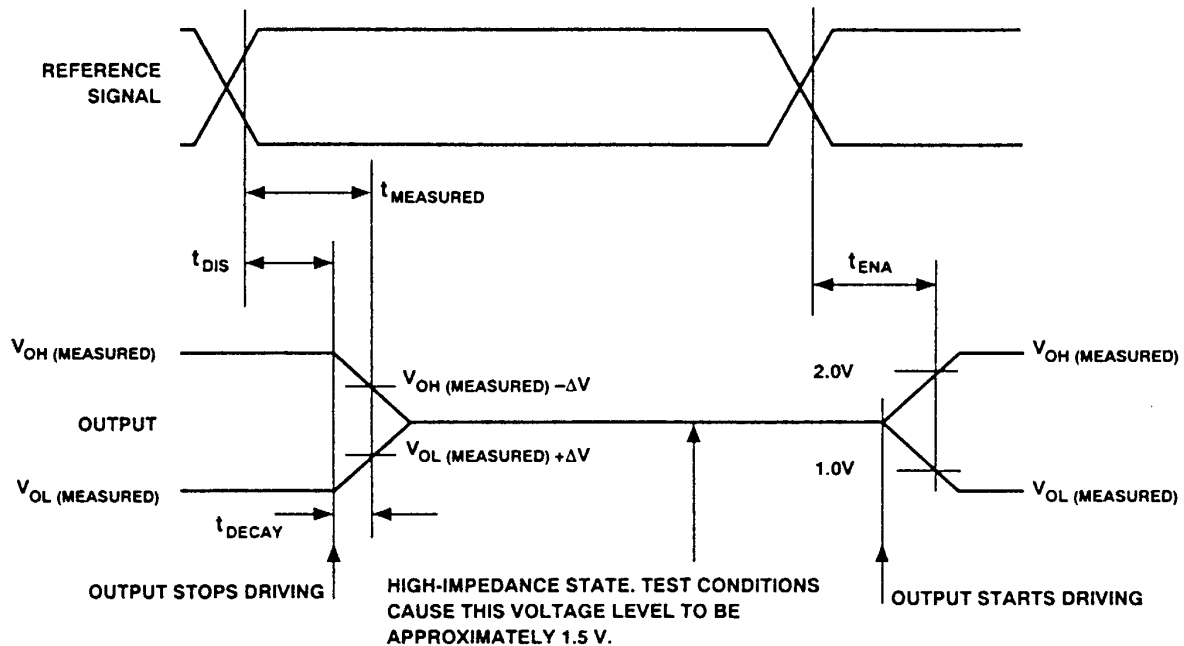 REFERENCE
SIGNAL
tMEASURED
tDIS
tENA
VOH (MEASURED)
VOH (MEASURED) –ΔV
2.0V
VOH (MEASURED)
OUTPUT
VOL (MEASURED) +ΔV
1.0V
VOL (MEASURED)
VOL (MEASURED)
tDECAY
OUTPUT STOPS DRIVING
HIGH-IMPEDANCE STATE. TEST CONDITIONS
CAUSE THIS VOLTAGE LEVEL TO BE
APPROXIMATELY 1.5 V.
OUTPUT STARTS DRIVING